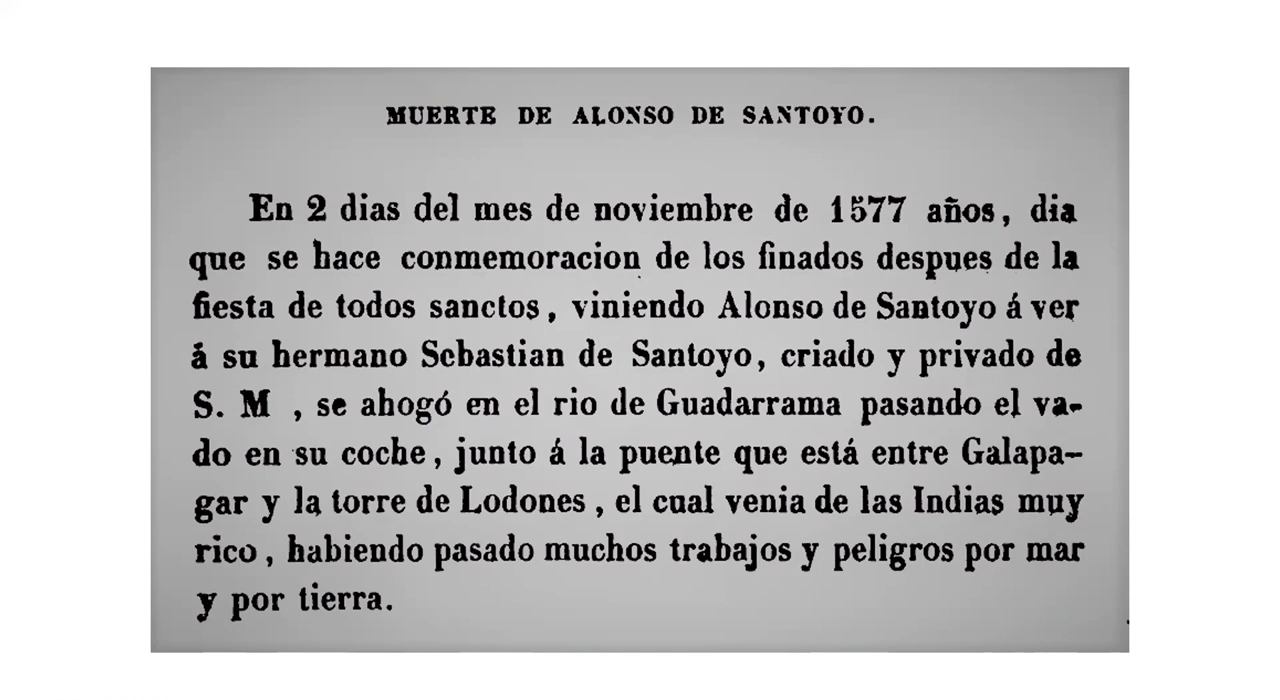 MUERTE DE ALONSO DE SANTOYO.
En 2 dias del mes de noviembre de 1577 años, dia
que se hace conmemoracion de los finados despues de la
fiesta de todos sanctos, viniendo Alonso de Santoyo á ver
á su hermano Sebastian de Santoyo, criado y privado de
S. M , se ahogó en el rio de Guadarrama pasando el va-
do en su coche, junto á la puente que está entre Galapa-
gar y la torre de Lodones, el cual venia de las Indias muy
rico, habiendo pasado muchos trabajos y peligros por mar
y por tierra.